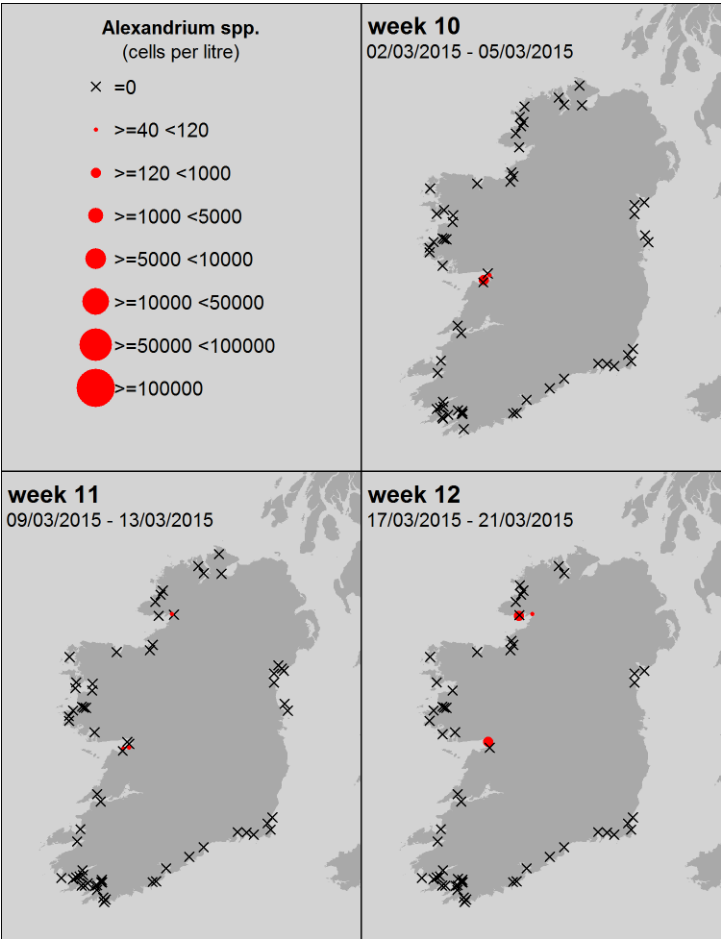 Alexandrium spp.
(cells per litre)
=0
>=40 <120
>=120 <1000
>=1000 <5000
>=5000 <10000
>=10000 <50000
>=50000 <100000
>=100000
week 10
02/03/2015 - 05/03/2015
week 11
09/03/2015 - 13/03/2015
week 12
17/03/2015 - 21/03/2015